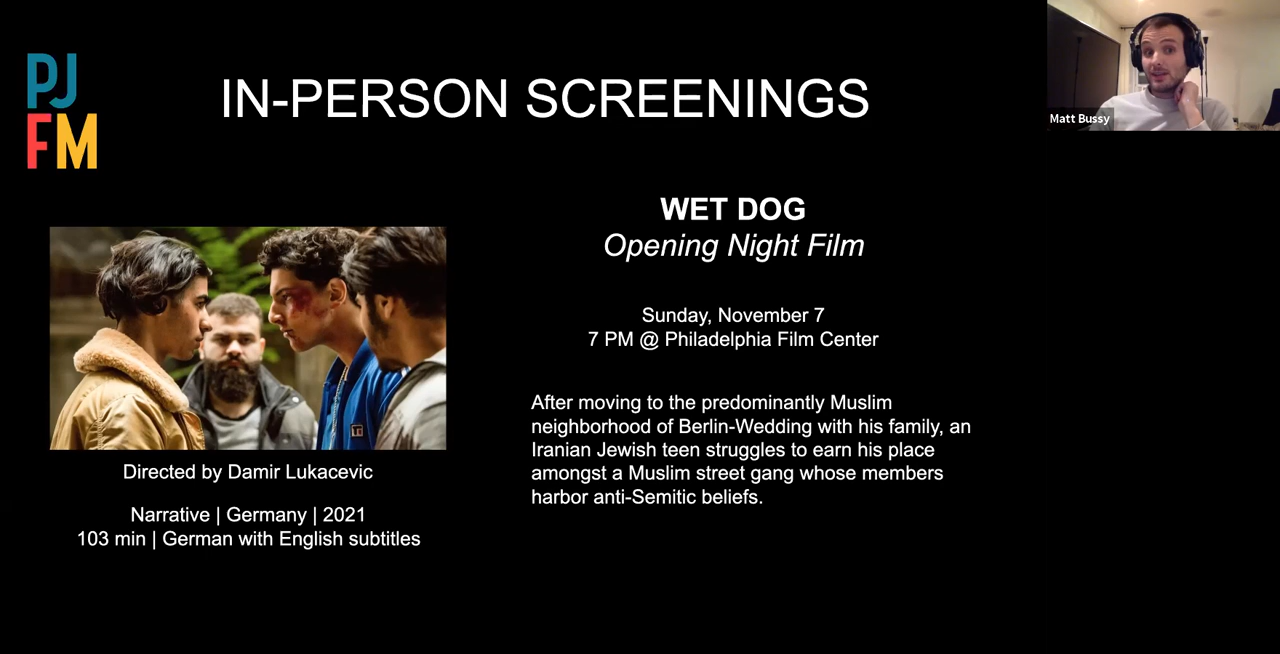 PJ
FM
IN-PERSON SCREENINGS
Matt Bussy
WET DOG
Opening Night Film
Sunday, November 7
7 PM @ Philadelphia Film Center
After moving to the predominantly Muslim
neighborhood of Berlin-Wedding with his family, an
Iranian Jewish teen struggles to earn his place
amongst a Muslim street gang whose members
harbor anti-Semitic beliefs.
Directed by Damir Lukacevic
Narrative | Germany | 2021
103 min | German with English subtitles